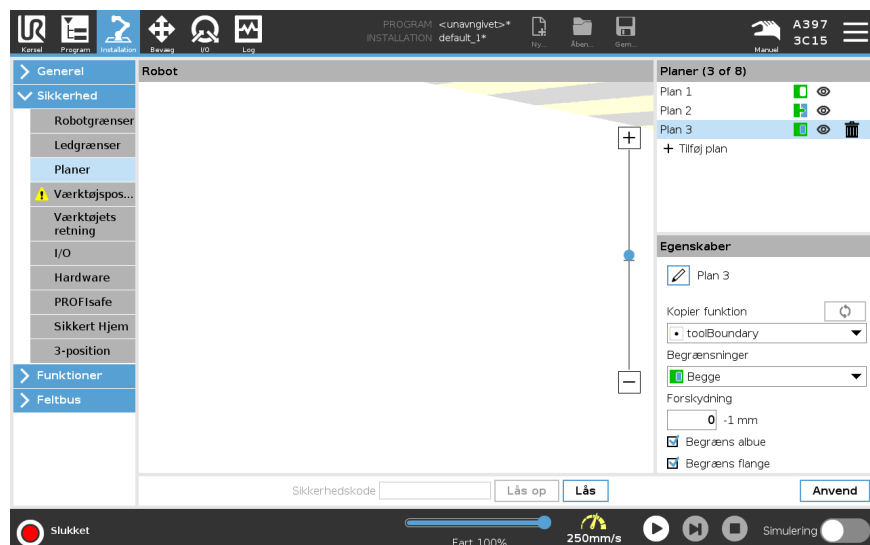 PROGRAM <unavngivet>*
INSTALLATION default_1*
Kørsel Program Installation Bevæg I/O Log
Ny... Åben... Gem...
Manuel
A397
3C15
Generel
Sikkerhed
Robotgrænser
Ledgrænser
Planer
Værktøjspos...
Værktøjets
retning
I/O
Hardware
PROFIsafe
Sikkert Hjem
3-position
Funktioner
Feltbus
Robot
Planer (3 of 8)
Plan 1
Plan 2
Plan 3
Tilføj plan
Egenskaber
Plan 3
Kopier funktion
toolBoundary
Begrænsninger
Begge
Forskydning
0 -1 mm
Begræns albue
Begræns flange
Sikkerhedskode Lås op Lås
Anvend
Slukket
Fart 100%
250mm/s
Simulering